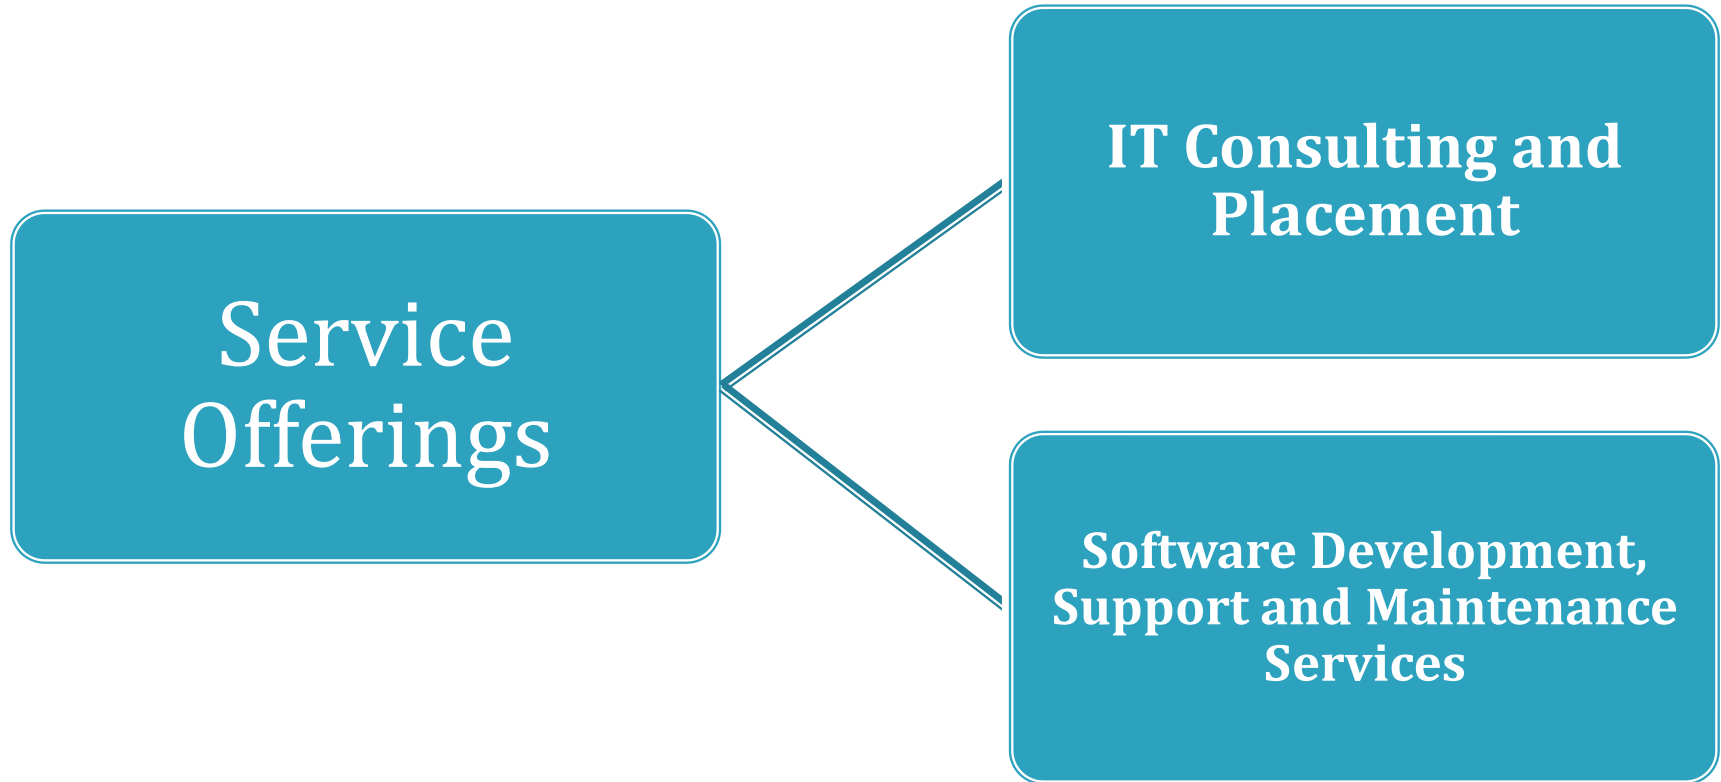 Service
Offerings
IT Consulting and
Placement
Software Development,
Support and Maintenance
Services